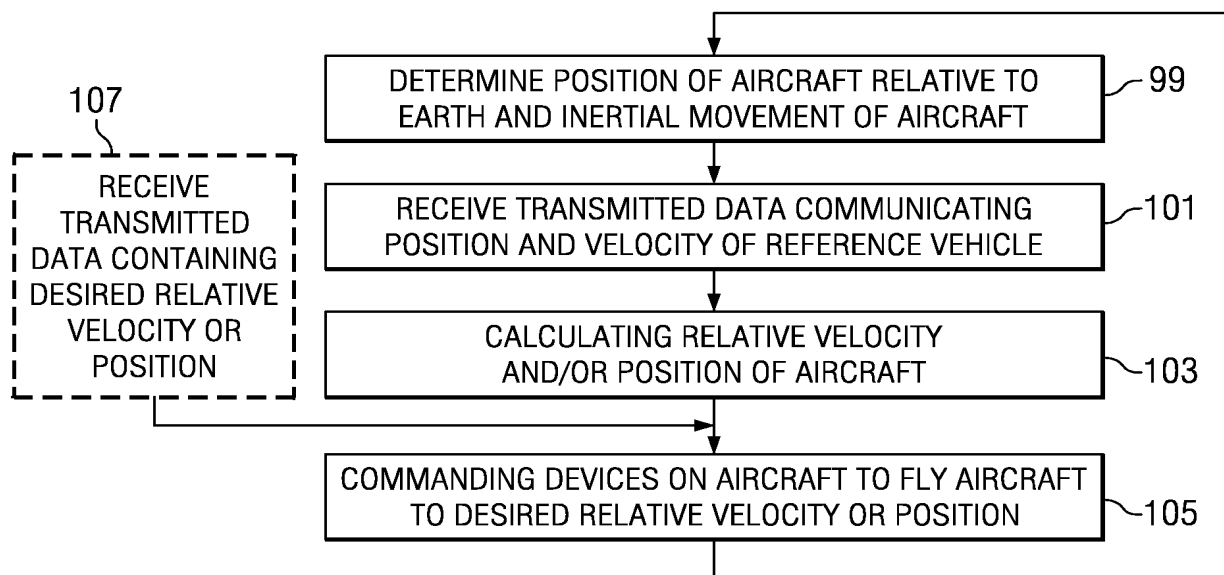 DETERMINE POSITION OF AIRCRAFT RELATIVE TO
EARTH AND INERTIAL MOVEMENT OF AIRCRAFT
99
107
RECEIVE
TRANSMITTED
DATA CONTAINING
DESIRED RELATIVE
VELOCITY OR
POSITION
RECEIVE TRANSMITTED DATA COMMUNICATING
POSITION AND VELOCITY OF REFERENCE VEHICLE
101
CALCULATING RELATIVE VELOCITY
AND/OR POSITION OF AIRCRAFT
103
COMMANDING DEVICES ON AIRCRAFT TO FLY AIRCRAFT
TO DESIRED RELATIVE VELOCITY OR POSITION
105